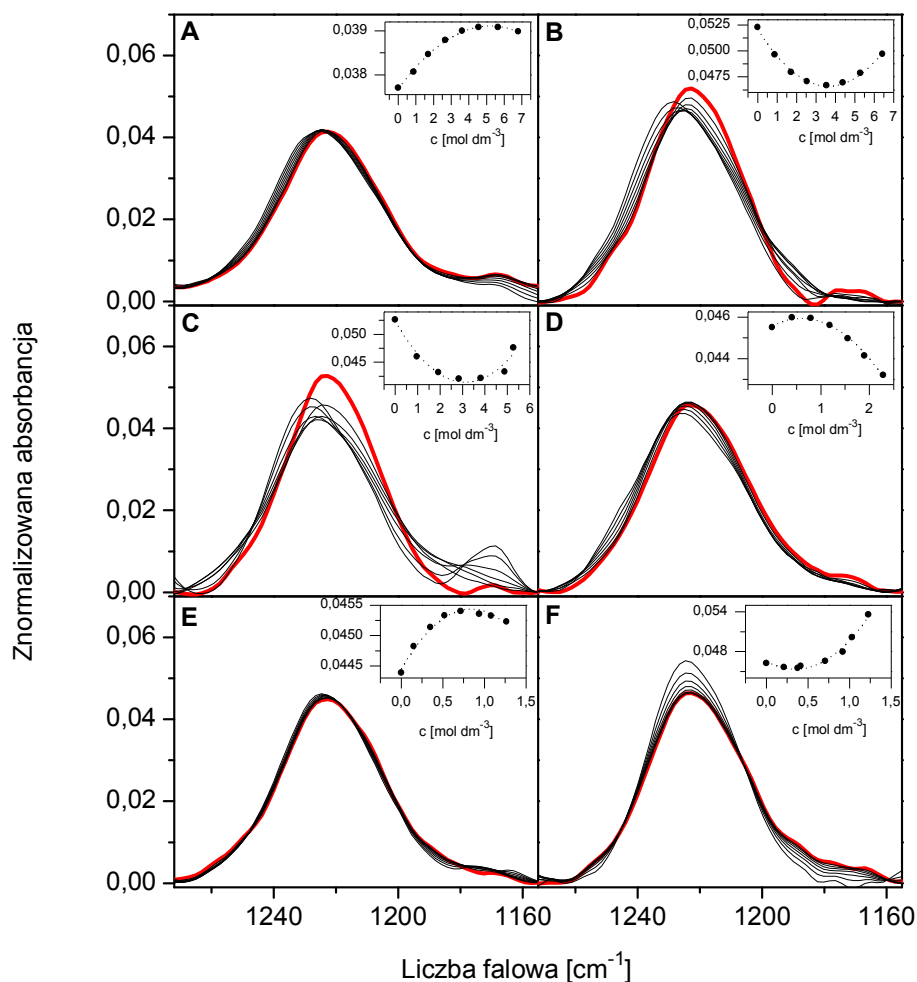 Znormalizowana absorbancja
A
0,039
0,038
0 1 2 3 4 5 6 7
c [mol dm-3]
0,06
0,04
0,02
0,00
B
0,0525
0,0500
0,0475
0 1 2 3 4 5 6 7
c [mol dm-3]
C
0,050
0,045
0 1 2 3 4 5 6
c [mol dm-3]
0,06
0,04
0,02
0,00
D
0,046
0,044
0 1 2
c [mol dm-3]
E
0,0455
0,0450
0,0445
0,0 0,5 1,0 1,5
c [mol dm-3]
0,06
0,04
0,02
0,00
1240 1200 1160
F
0,054
0,048
0,0 0,5 1,0 1,5
c [mol dm-3]
1240 1200 1160
Liczba falowa [cm-1]